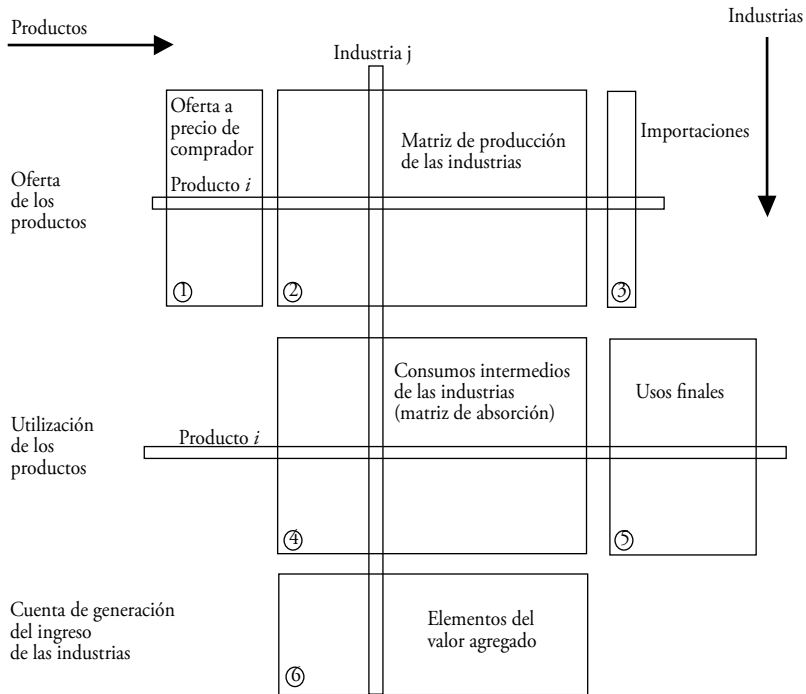 Productos
Industrias
Industria j
Oferta a
precio de
comprador
Matriz de producción
de las industrias
Importaciones
Oferta
de los
productos
Producto i
1
2
3
Consumos intermedios
de las industrias
(matriz de absorción)
Usos finales
Utilización
de los
productos
Producto i
4
5
Cuenta de generación
del ingreso
de las industrias
Elementos del
valor agregado
6